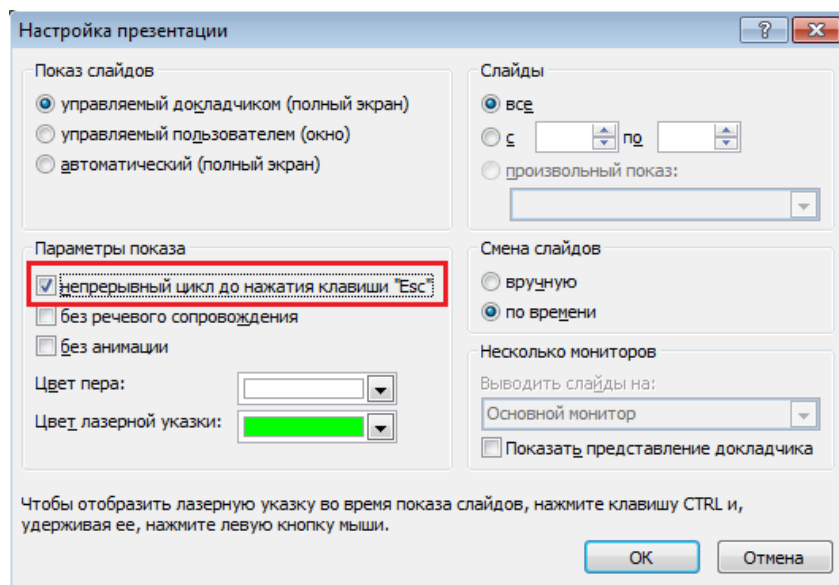 Настройка презентации
Показ слайдов
управляемый докладчиком (полный экран)
управляемый пользователем (окно)
автоматический (полный экран)
Слайды
все
с по
произвольный показ:
Параметры показа
непрерывный цикл до нажатия клавиши "Esc"
без речевого сопровождения
без анимации
Цвет пера:
Цвет лазерной указки:
Смена слайдов
вручную
по времени
Несколько мониторов
Выводить слайды на:
Основной монитор
Показать представление докладчика
Чтобы отобразить лазерную указку во время показа слайдов, нажмите клавишу CTRL и,
удерживая ее, нажмите левую кнопку мыши.
ОК Отмена